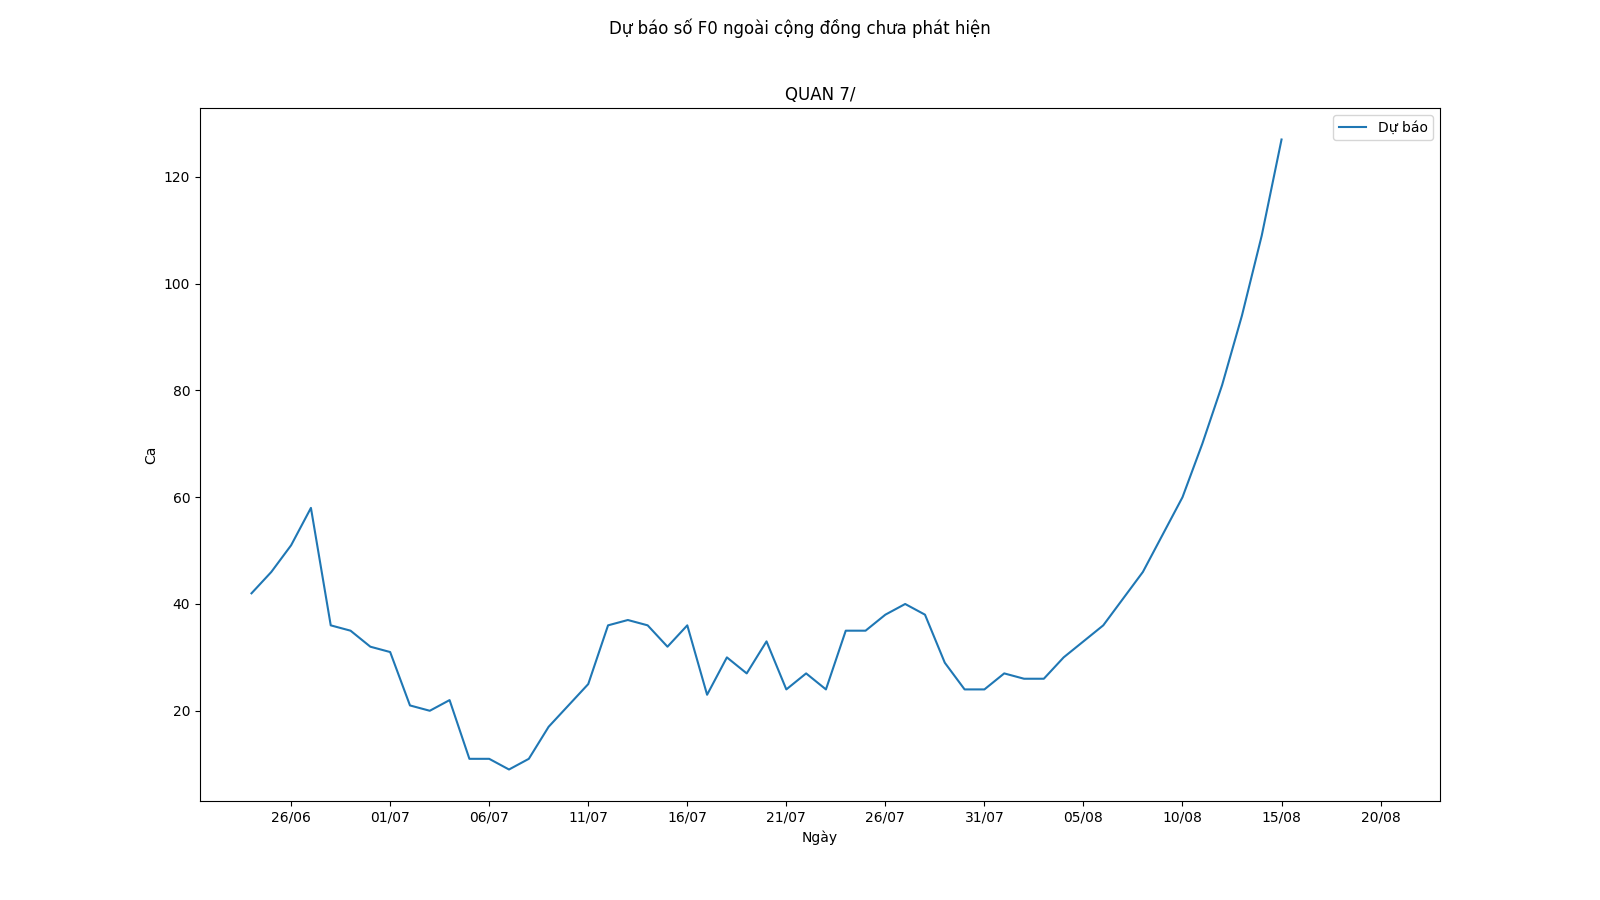 Dự báo số F0 ngoài cộng đồng chưa phát hiện
QUAN 7/
Dự báo
120
100
80
60
40
20
Ca
26/06 01/07 06/07 11/07 16/07 21/07 26/07 31/07 05/08 10/08 15/08 20/08
Ngày